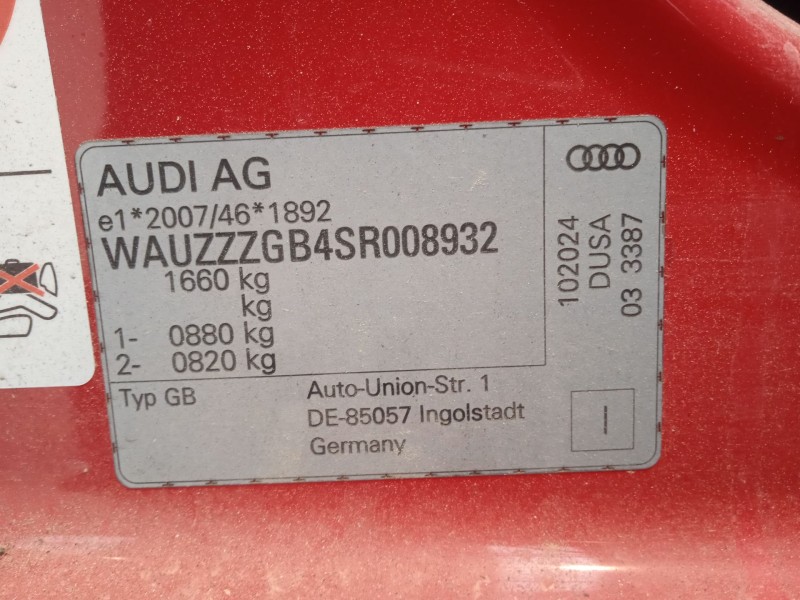 AUDI AG
e1*2007/46*1892
WAUZZZGB4SR008932
1660 kg
kg
1- 0880 kg
2- 0820 kg
Typ GB
Auto-Union-Str. 1
DE-85057 Ingolstadt
Germany
102024
DUSA
03 3387